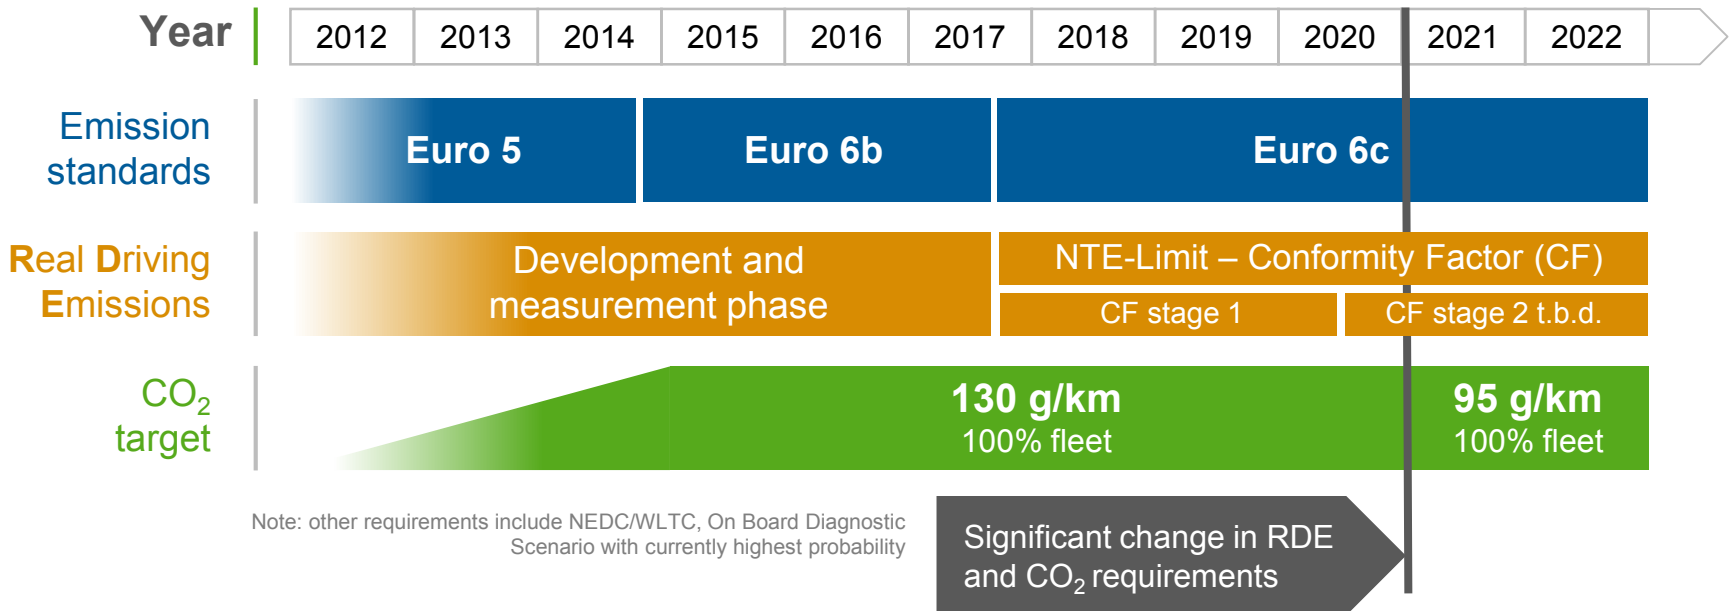 Year
2012 2013 2014 2015 2016 2017 2018 2019 2020 2021 2022
Emission
standards
Euro 5
Euro 6b
Euro 6c
Real Driving
Emissions
Development and
measurement phase
NTE-Limit – Conformity Factor (CF)
CF stage 1
CF stage 2 t.b.d.
CO₂
target
130 g/km
100% fleet
95 g/km
100% fleet
Note: other requirements include NEDC/WLTC, On Board Diagnostic
Scenario with currently highest probability
Significant change in RDE
and CO₂ requirements